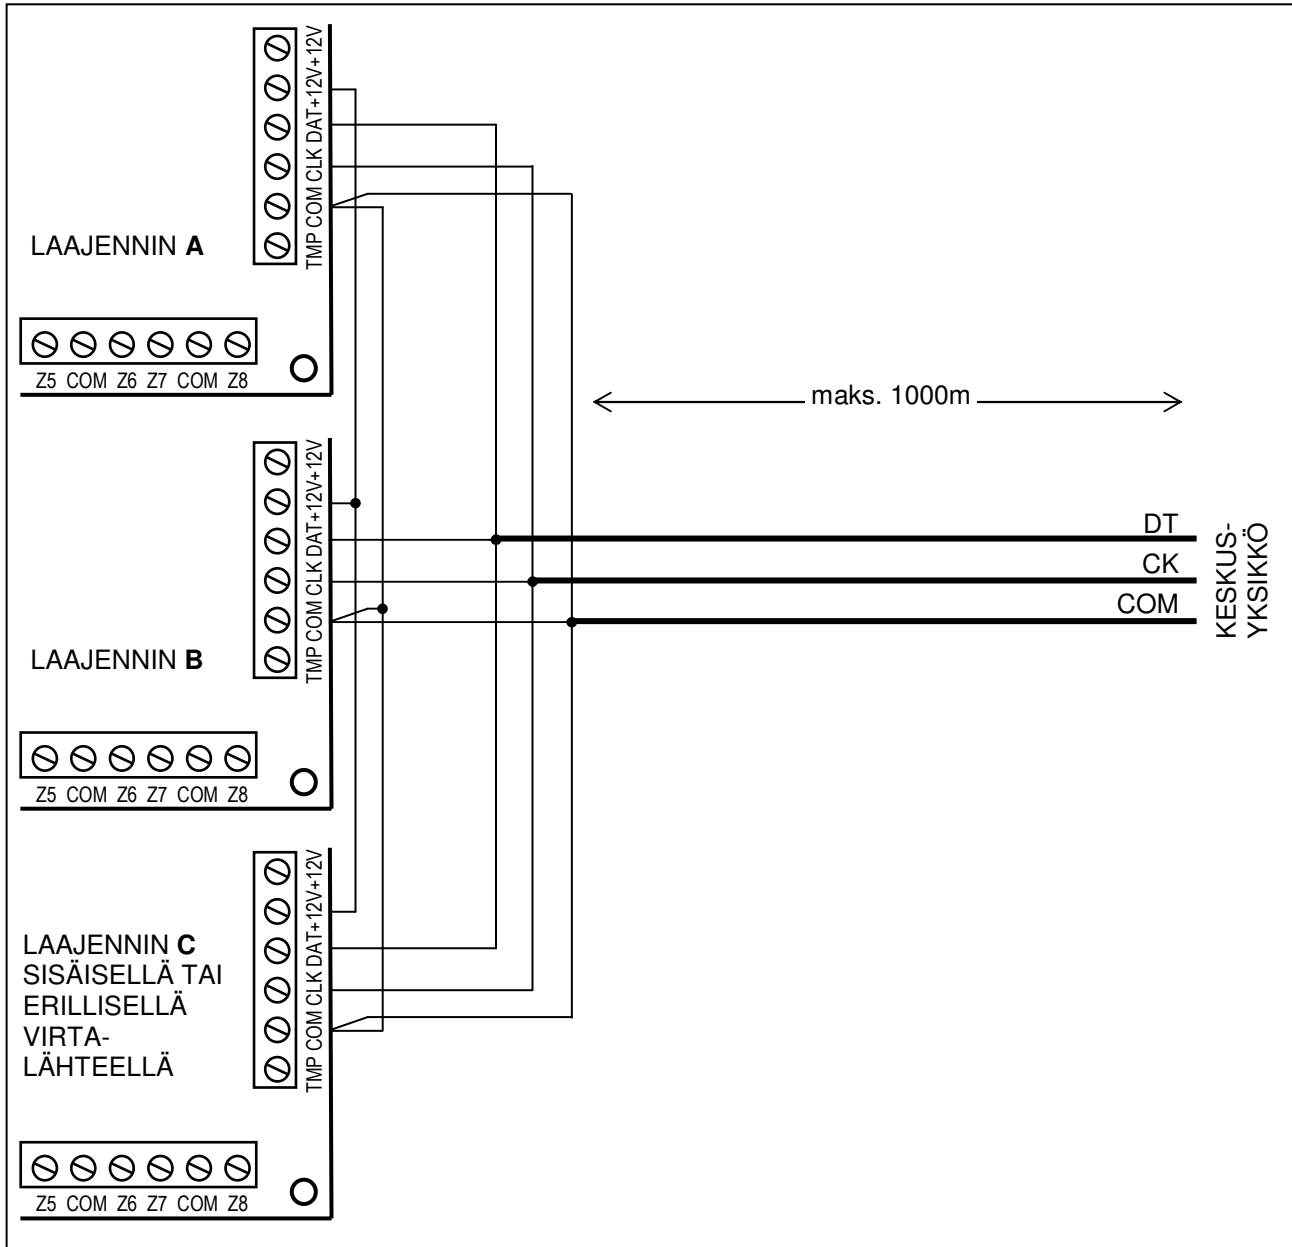 TMP COM CLK DAT+12V+12V
LAAJENNIN A
Z5 COM Z6 Z7 COM Z8
maks. 1000m
TMP COM CLK DAT+12V+12V
DT
CK
COM
KESKUS-
YKSIKKÖ
LAAJENNIN B
Z5 COM Z6 Z7 COM Z8
TMP COM CLK DAT+12V+12V
LAAJENNIN C
SISÄISELLÄ TAI
ERILLISELLÄ
VIRTA-
LÄHTEELLÄ
Z5 COM Z6 Z7 COM Z8